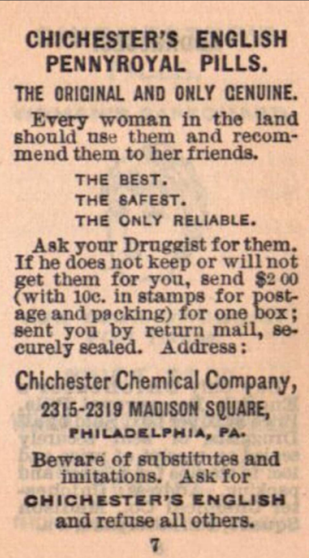 CHICHESTER'S ENGLISH
PENNYROYAL PILLS.
THE ORIGINAL AND ONLY GENUINE.
Every woman in the land
should use them and recom-
mend them to her friends.
THE BEST.
THE SAFEST.
THE ONLY RELIABLE.
Ask your Druggist for them.
If he does not keep or will not
get them for you, send $2 00
(with 10c. in stamps for post-
age and packing) for one box;
sent you by return mail, se-
curely sealed. Address:
Chichester Chemical Company,
2315-2319 MADISON SQUARE,
PHILADELPHIA, PA.
Beware of substitutes and
imitations. Ask for
CHICHESTER'S ENGLISH
and refuse all others.
7